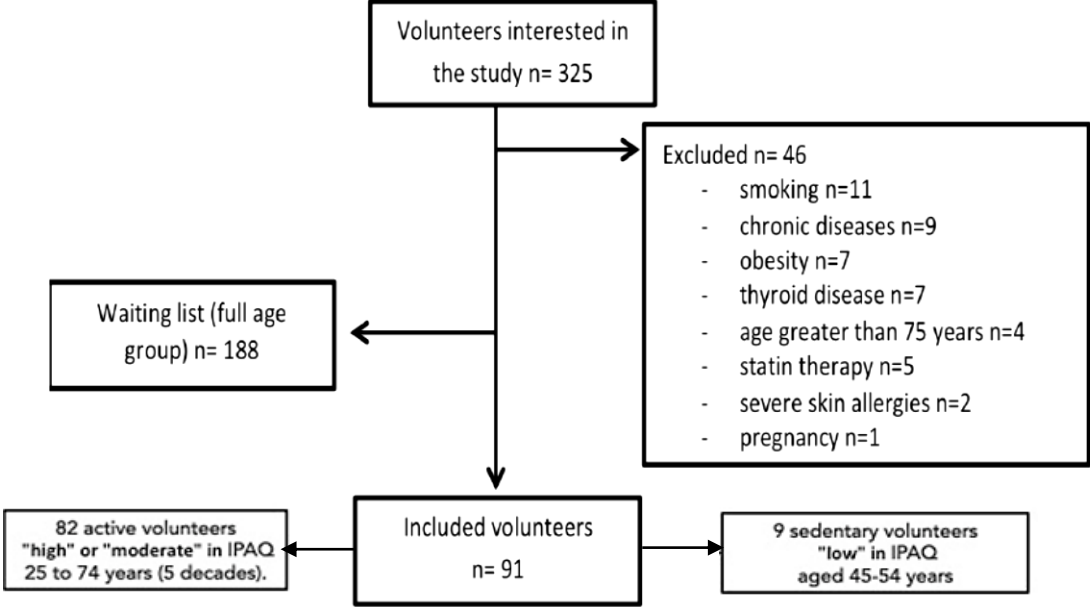 Volunteers interested in
the study n= 325
Excluded n= 46
- smoking n=11
- chronic diseases n=9
- obesity n=7
- thyroid disease n=7
- age greater than 75 years n=4
- statin therapy n=5
- severe skin allergies n=2
- pregnancy n=1
Waiting list (full age
group) n= 188
Included volunteers
n= 91
82 active volunteers
"high" or "moderate" in IPAQ
25 to 74 years (5 decades).
9 sedentary volunteers
"low" in IPAQ
aged 45-54 years